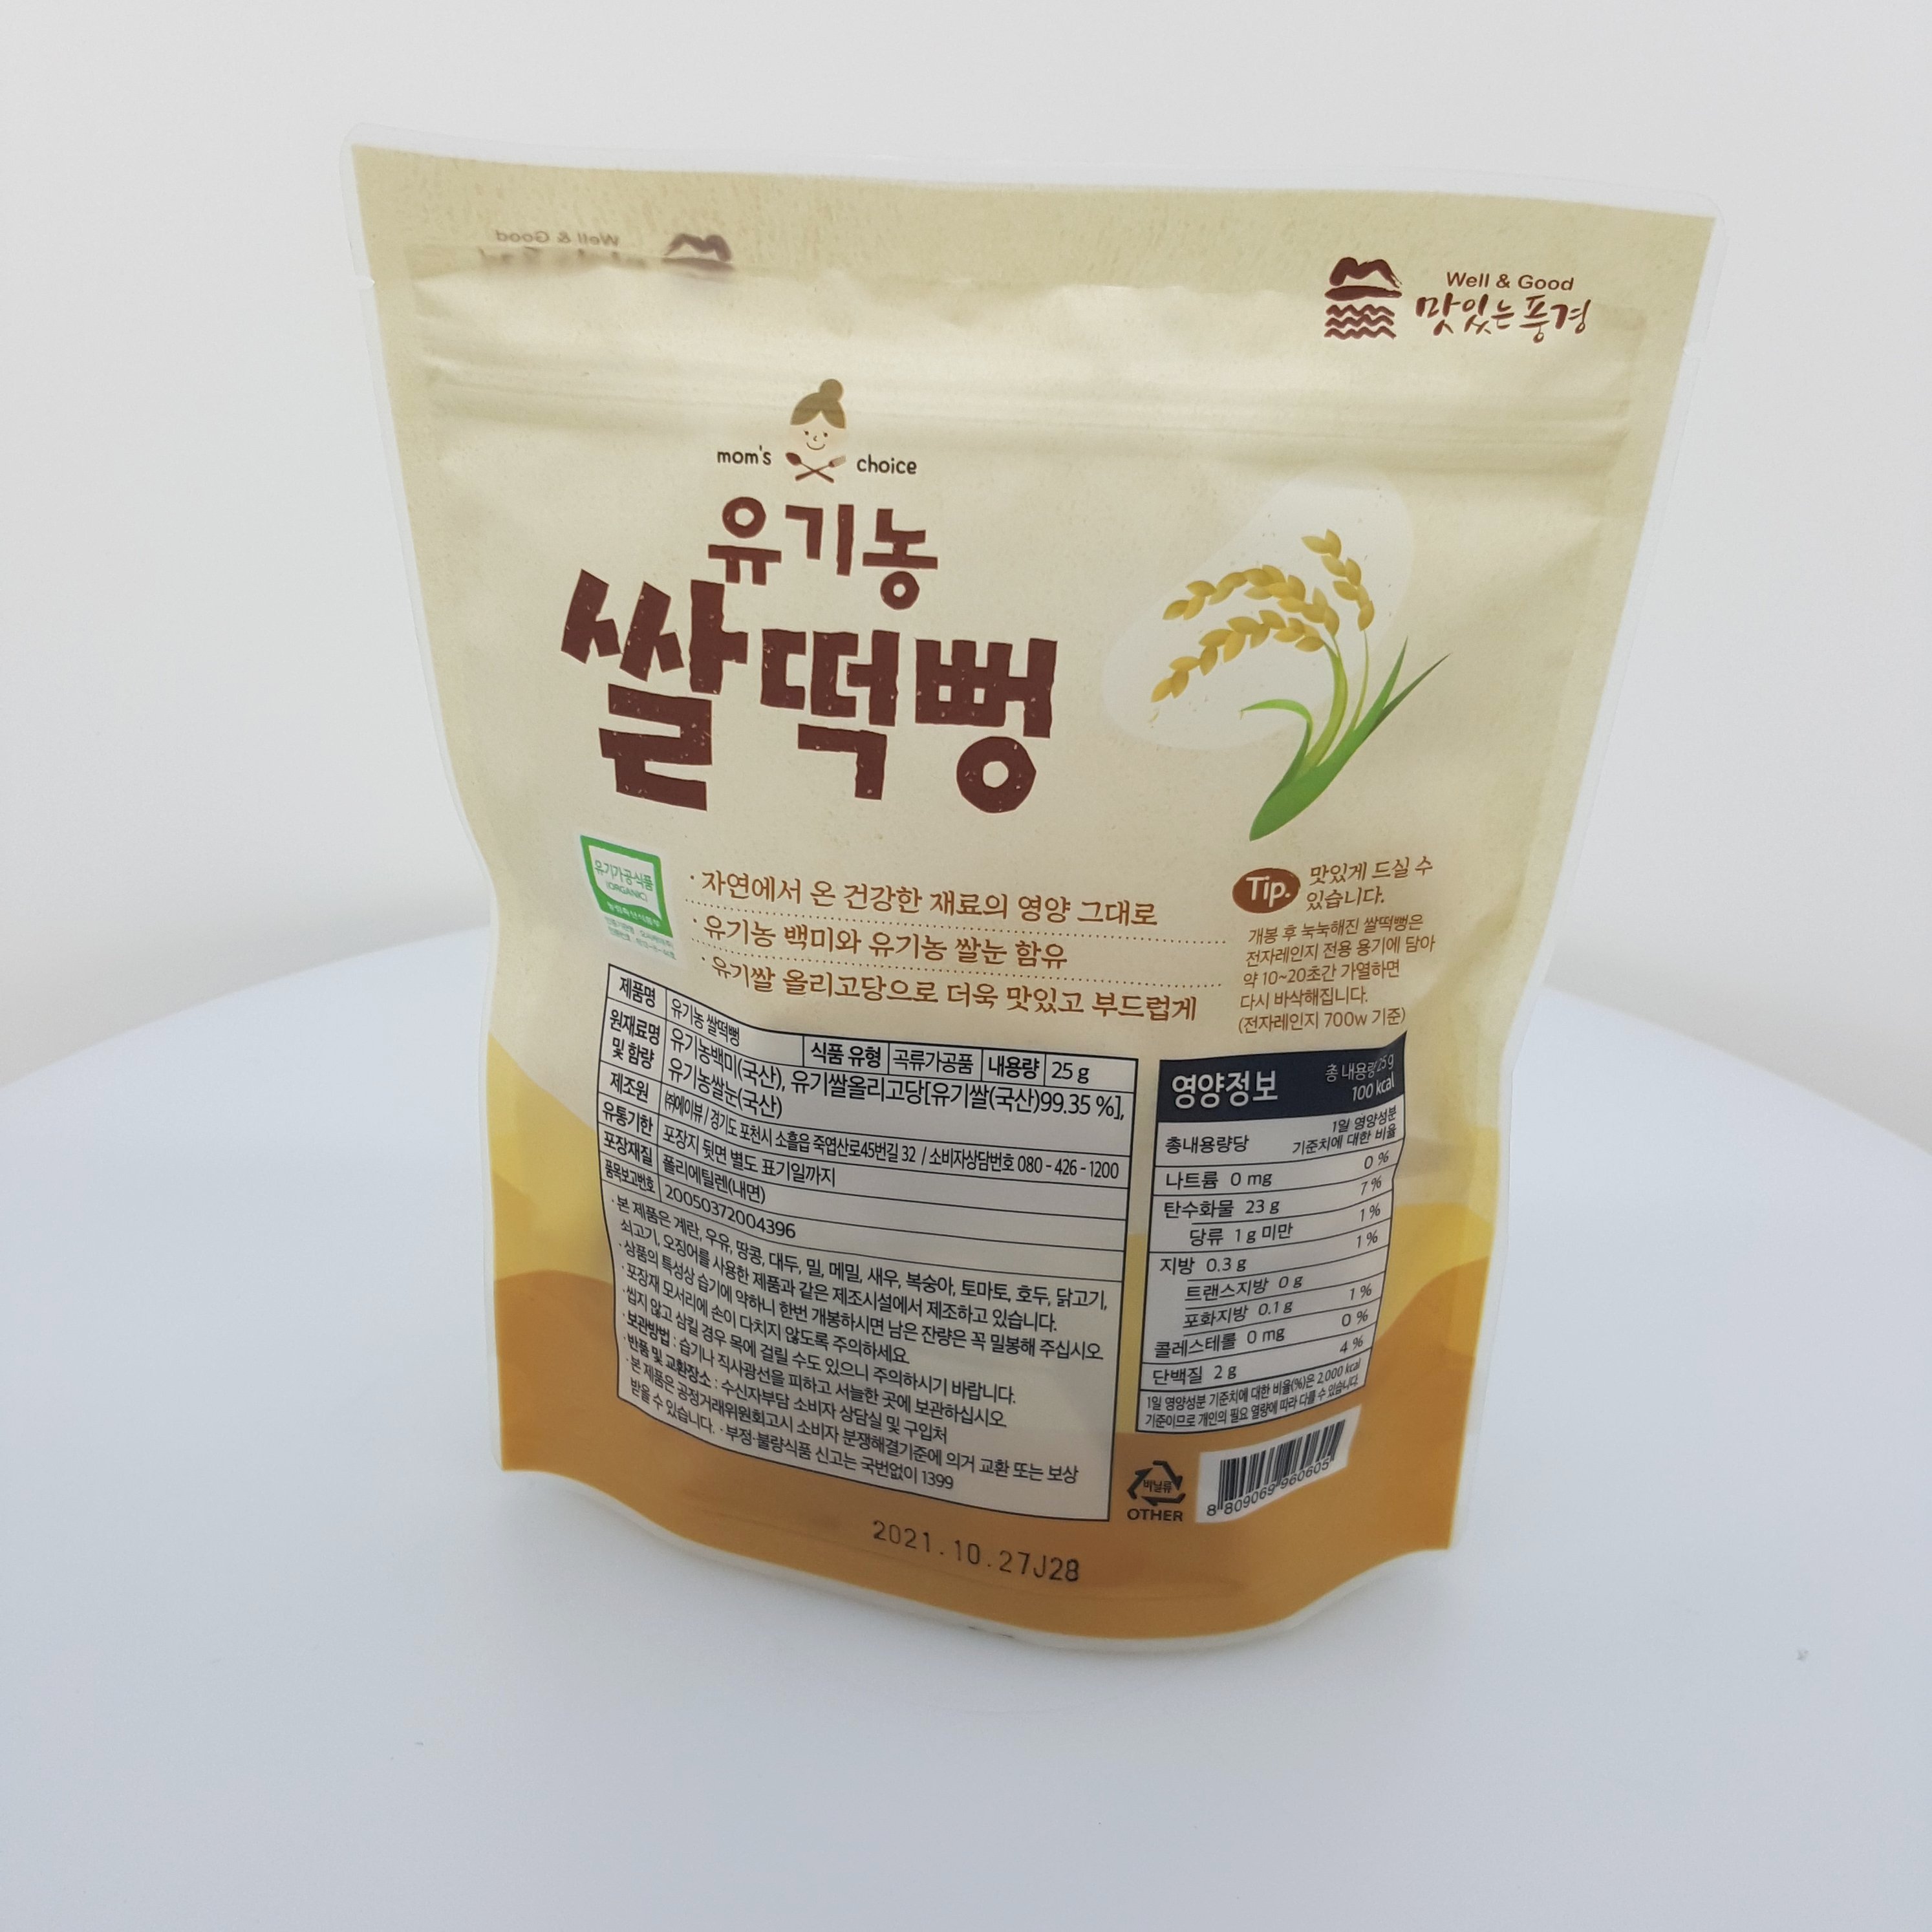 Well & Good
Well & Good
맛있는풍경
mom's choice
유기농
쌀떡뻥
유기가공식품
(ORGANIC)
농림축산식품부
· 자연에서 온 건강한 재료의 영양 그대로
· 유기농 백미와 유기농 쌀눈 함유
· 유기쌀 올리고당으로 더욱 맛있고 부드럽게
Tip. 맛있게 드실 수
있습니다.
개봉 후 눅눅해진 쌀떡뻥은
전자레인지 전용 용기에 담아
약 10~20초간 가열하면
다시 바삭해집니다.
(전자레인지 700w 기준)
제품명 유기농 쌀떡뻥 식품 유형 곡류가공품 내용량 25 g
원재료명 및 함량 유기농백미(국산), 유기쌀올리고당[유기쌀(국산)99.35 %],
유기농쌀눈(국산)
제조원 ㈜에이뷰 / 경기도 포천시 소흘읍 죽엽산로45번길 32 / 소비자상담번호 080 - 426 - 1200
유통기한 포장지 뒷면 별도 표기일까지
포장재질 폴리에틸렌(내면)
품목보고번호 20050372004396
· 본 제품은 계란, 우유, 땅콩, 대두, 밀, 메밀, 새우, 복숭아, 토마토, 호두, 닭고기,
쇠고기, 오징어를 사용한 제품과 같은 제조시설에서 제조하고 있습니다.
· 상품의 특성상 습기에 약하니 한번 개봉하시면 남은 잔량은 꼭 밀봉해 주십시오
· 포장재 모서리에 손이 다치지 않도록 주의하세요
· 씹지 않고 삼킬 경우 목에 걸릴 수도 있으니 주의하시기 바랍니다.
· 보관방법 : 습기나 직사광선을 피하고 서늘한 곳에 보관하십시오
· 반품 및 교환장소 : 수신자부담 소비자 상담실 및 구입처
· 본 제품은 공정거래위원회고시 소비자 분쟁해결기준에 의거 교환 또는 보상
받을 수 있습니다. · 부정·불량식품 신고는 국번없이 1399
영양정보 총 내용량 25 g
100 kcal
총내용량당 1일 영양성분
기준치에 대한 비율
나트륨 0 mg 0 %
탄수화물 23 g 7 %
당류 1 g 미만 1 %
지방 0.3 g 1 %
트랜스지방 0 g
포화지방 0.1 g 1 %
콜레스테롤 0 mg 0 %
단백질 2 g 4 %
1일 영양성분 기준치에 대한 비율(%)은 2,000 kcal
기준이므로 개인의 필요 열량에 따라 다를 수 있습니다.
비닐류
OTHER
8 809069 960605
2021.10.27J28